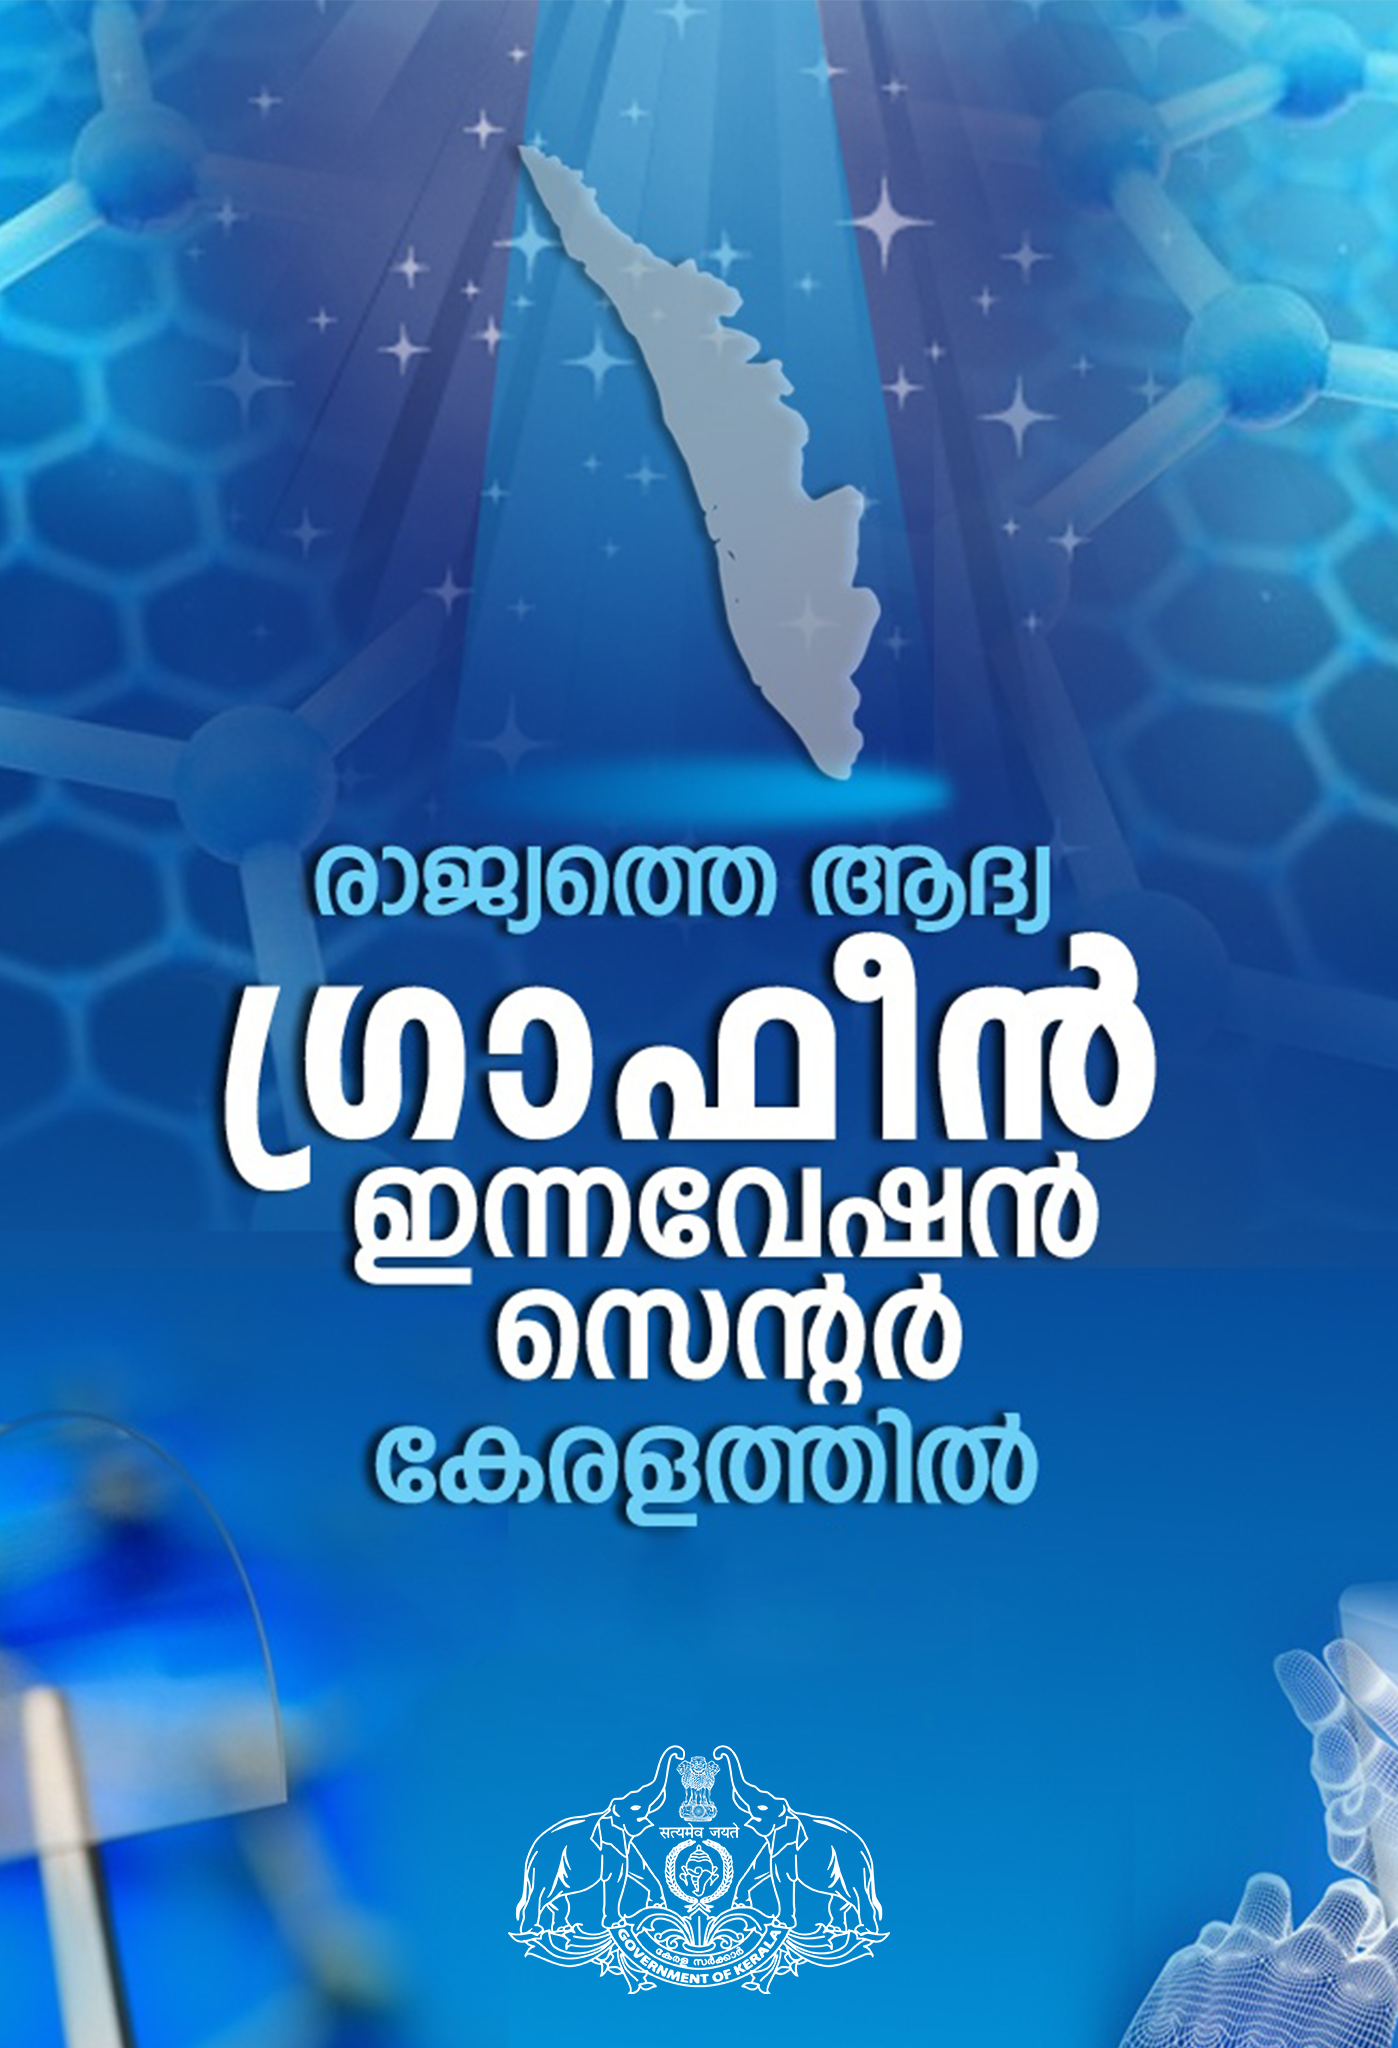 രാജ്യത്തെ ആദ്യ
ഗ്രാഫീൻ
ഇന്നവേഷൻ
സെന്റർ
കേരളത്തിൽ
सत्यमेव जयते
കേരള സർക്കാർ
GOVERNMENT OF KERALA